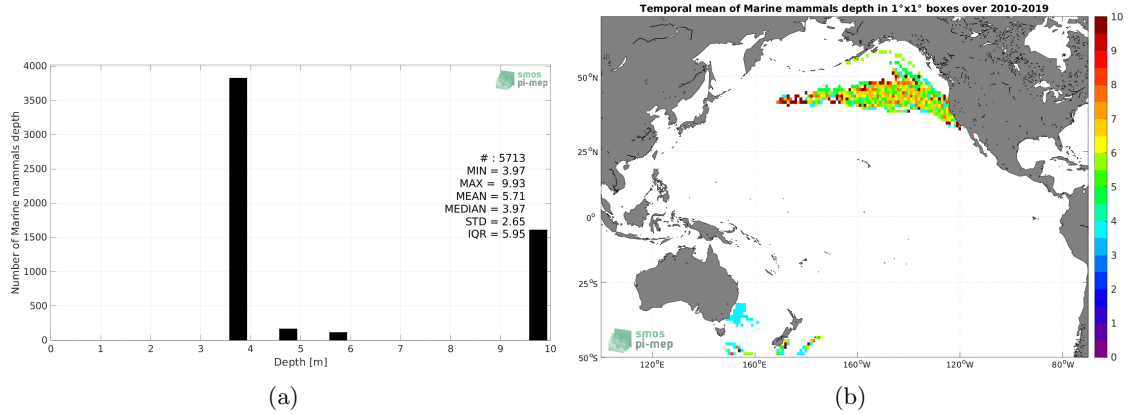 4000
3500
3000
2500
2000
1500
1000
500
0
Number of Marine mammals depth
smos
pi-mep
# : 5713
MIN = 3.97
MAX = 9.93
MEAN = 5.71
MEDIAN = 3.97
STD = 2.65
IQR = 5.95
0 1 2 3 4 5 6 7 8 9 10
Depth [m]
(a)
Temporal mean of Marine mammals depth in 1°x1° boxes over 2010-2019
50°N
25°N
0°
25°S
50°S
smos
pi-mep
120°E 160°E 160°W 120°W 80°W
10
9
8
7
6
5
4
3
2
1
0
(b)